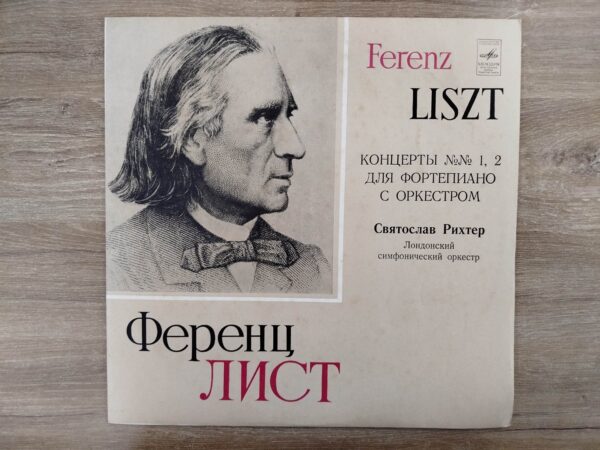 Ferenz
LISZT
КОНЦЕРТЫ №№ 1, 2
ДЛЯ ФОРТЕПИАНО
С ОРКЕСТРОМ
Святослав Рихтер
Лондонский
симфонический оркестр
Ференц
ЛИСТ